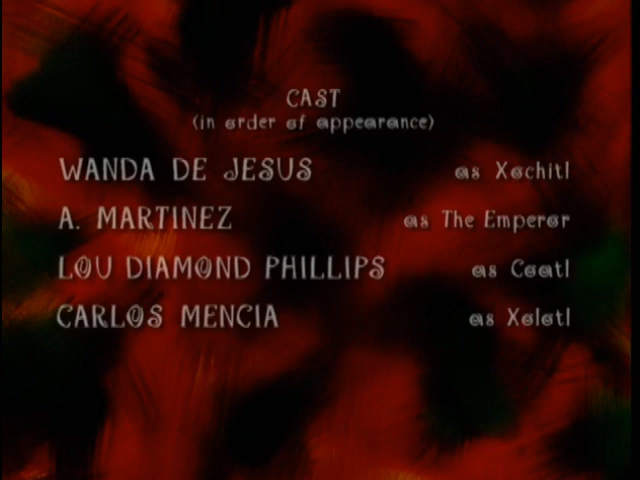 CAST
(in order of appearance)
WANDA DE JESUS as Xochitl
A. MARTINEZ as The Emperor
LOU DIAMOND PHILLIPS as Coatl
CARLOS MENCIA as Xolotl